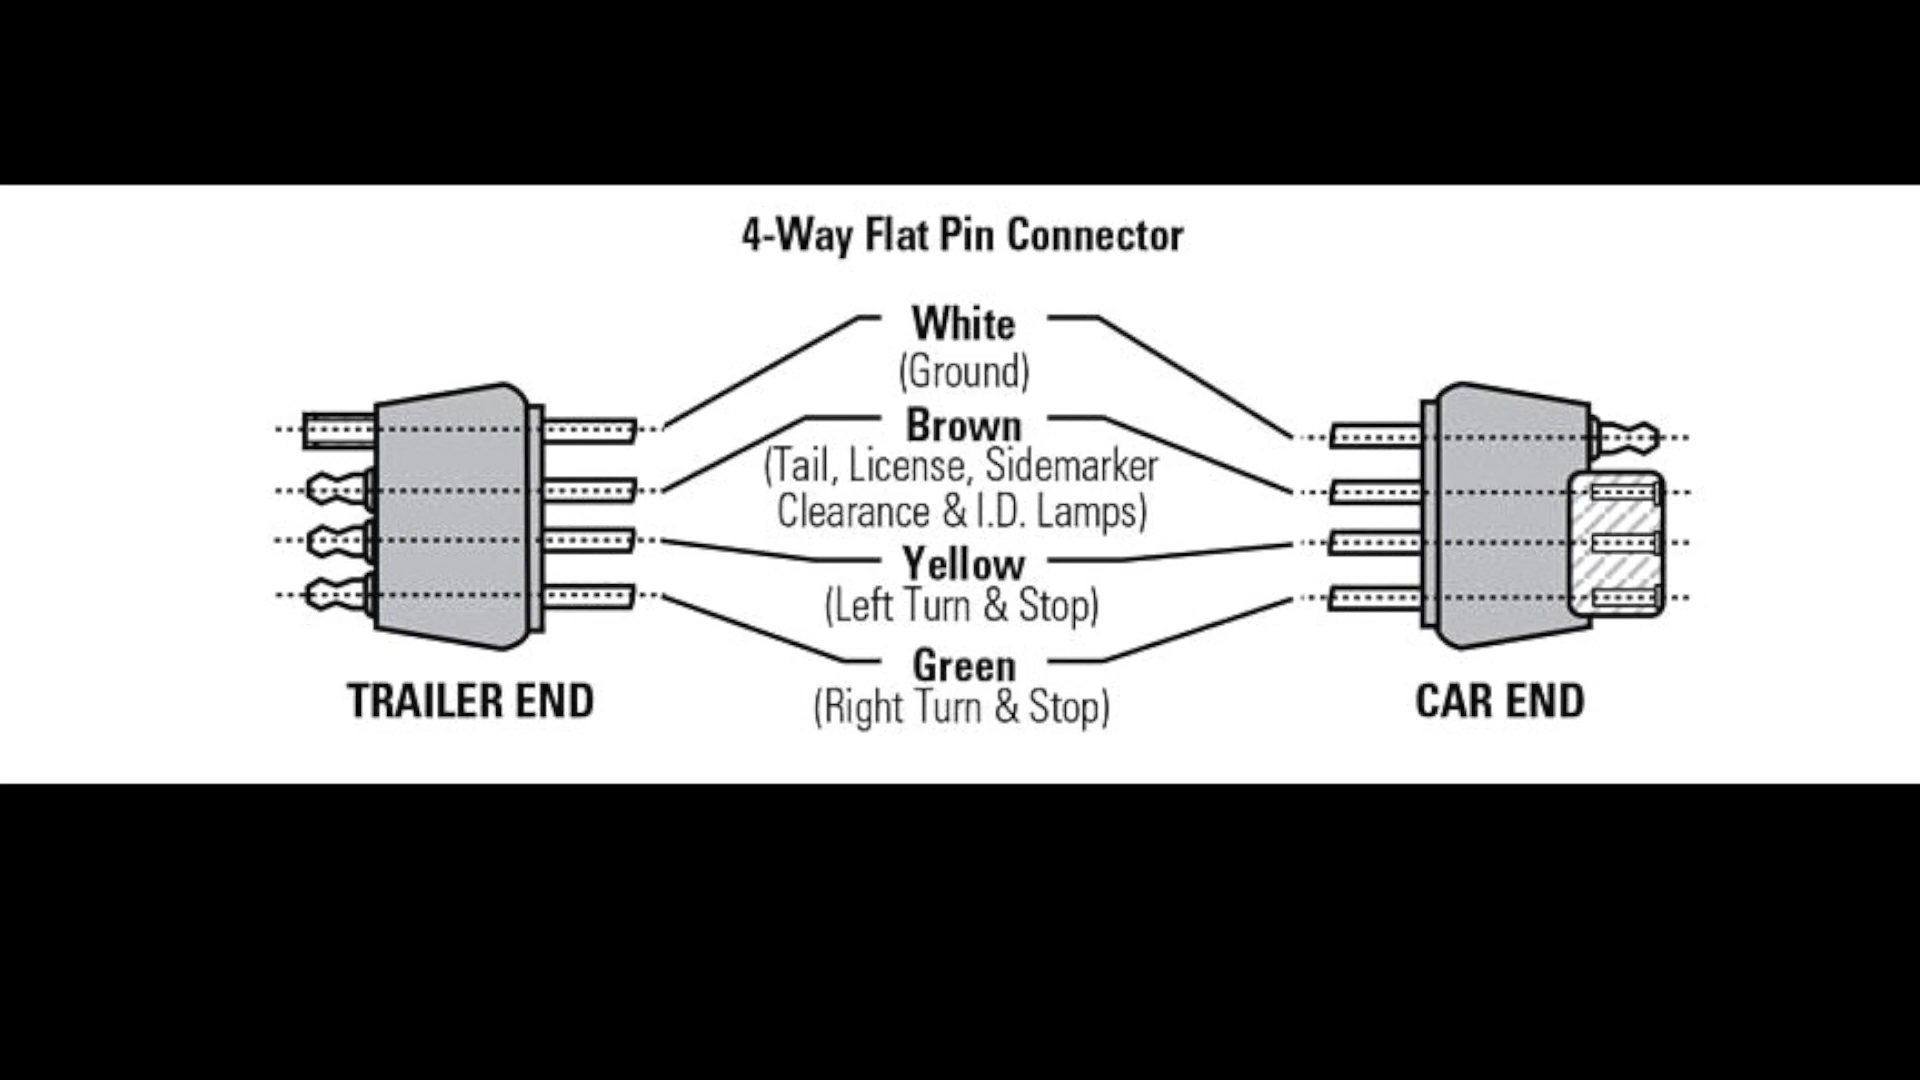 4-Way Flat Pin Connector
White
(Ground)
Brown
(Tail, License, Sidemarker
Clearance & I.D. Lamps)
Yellow
(Left Turn & Stop)
Green
(Right Turn & Stop)
TRAILER END
CAR END